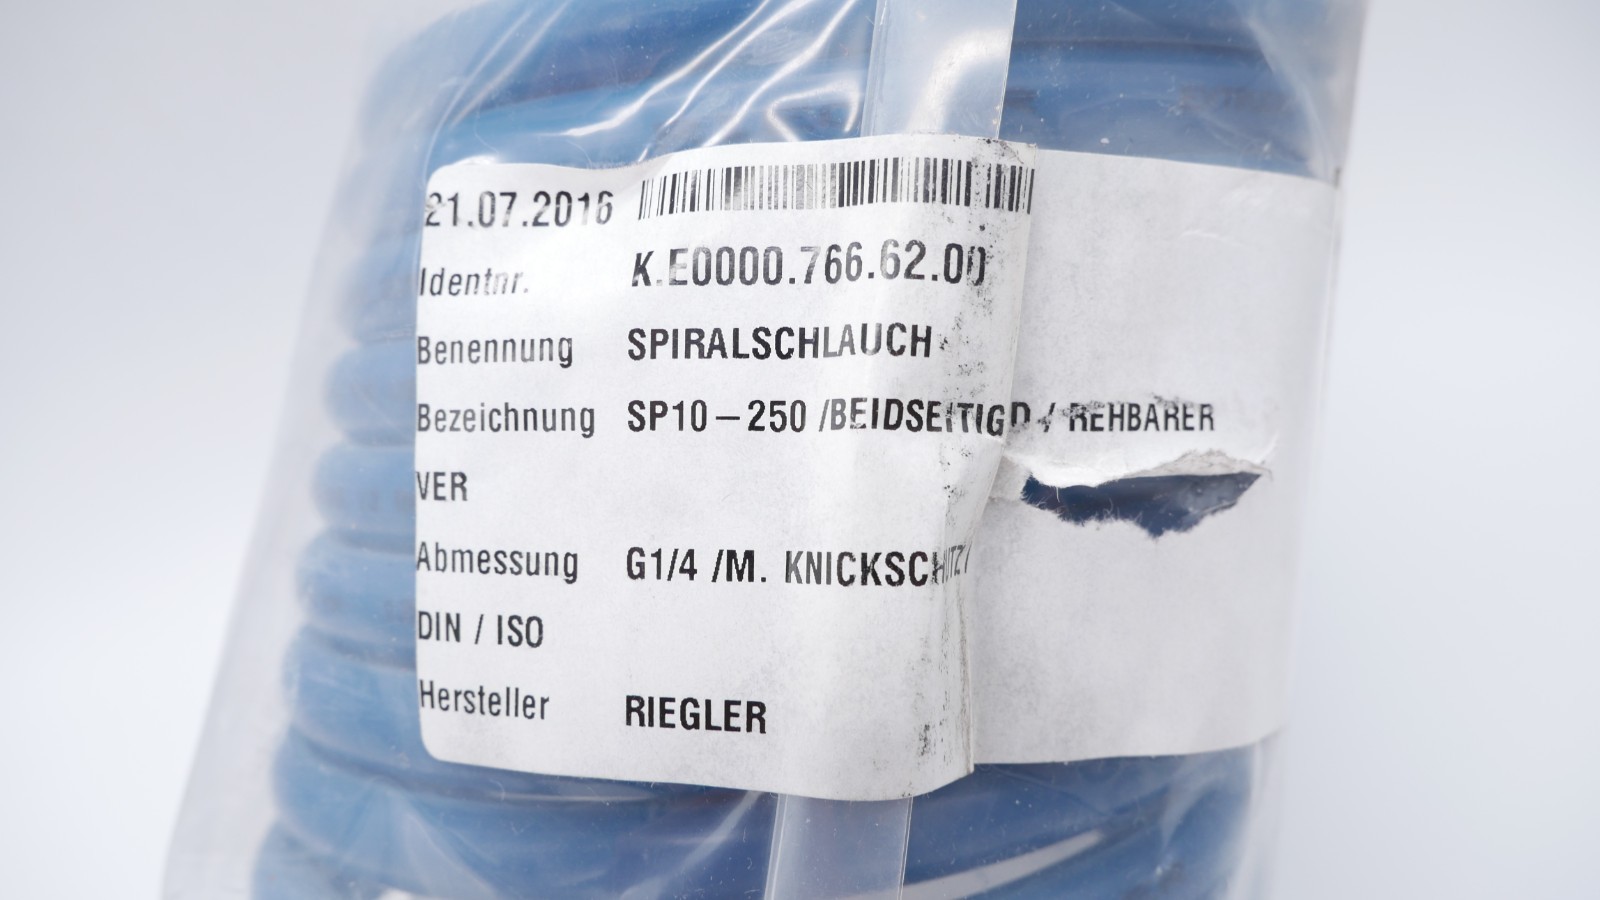 21.07.2016
Identnr. K.E0000.766.62.00
Benennung SPIRALSCHLAUCH
Bezeichnung SP10-250 /BEIDSEITIG D / REHBARER
VER
Abmessung G1/4 /M. KNICKSCHUTZ/
DIN / ISO
Hersteller RIEGLER